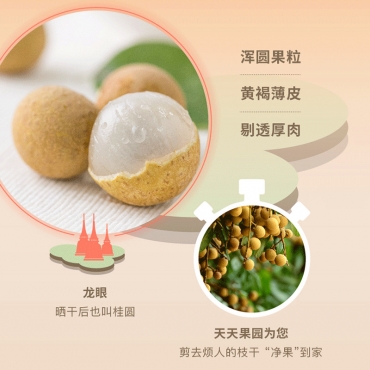 浑圆果粒
黄褐薄皮
剔透厚肉
龙眼
晒干后也叫桂圆
天天果园为您
剪去烦人的枝干“净果”到家